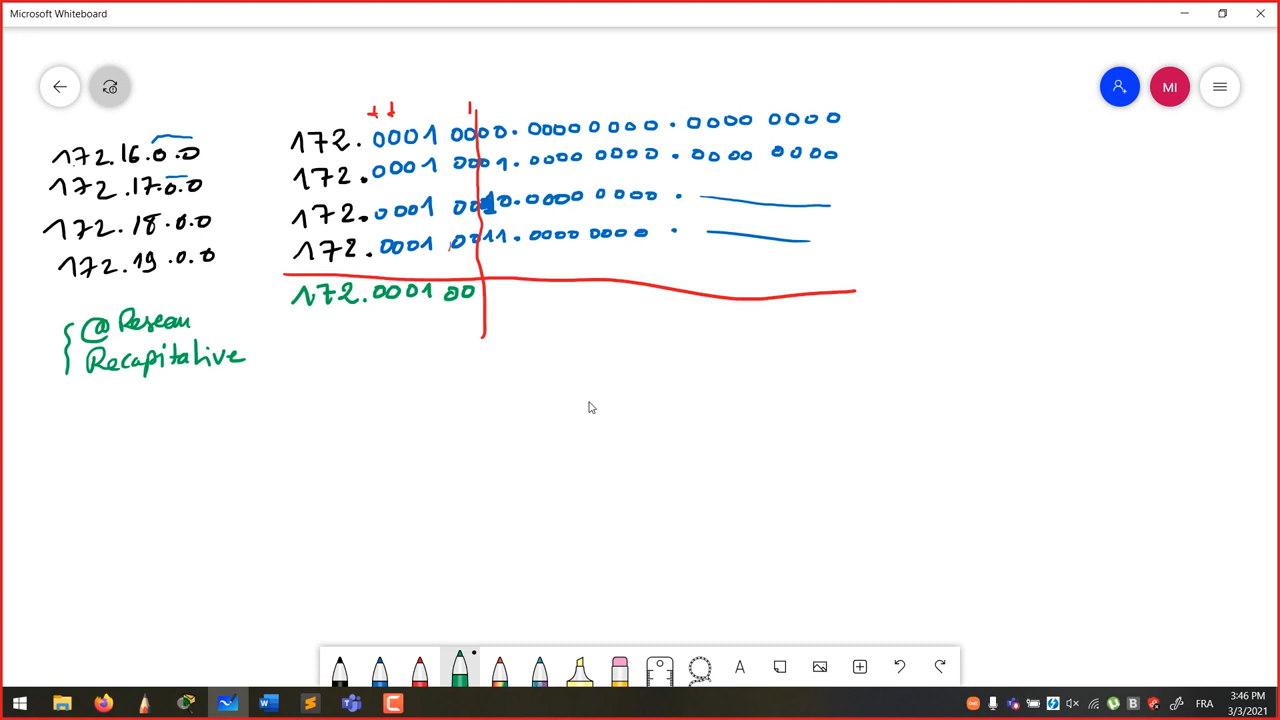 Microsoft Whiteboard
MI
172.16.0.0
172.17.0.0
172.18.0.0
172.19.0.0
172.0001 0000.0000 0000.0000 0000
172.0001 0001.0000 0000.0000 0000
172.0001 0010.0000 0000.
172.0001 0011.0000 0000.
172.0001 00
@Reseau
Recapitative
A
FRA
3:46 PM
3/3/2021